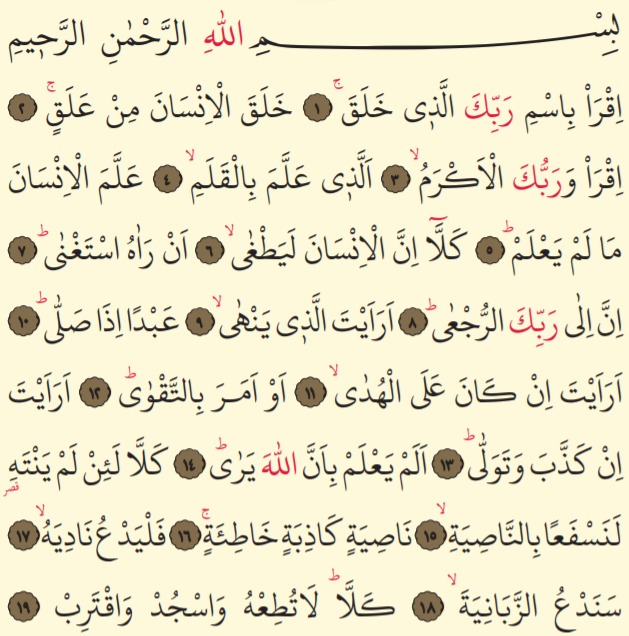 بِسْمِ اللّٰهِ الرَّحْمٰنِ الرَّح۪يمِ
اِقْرَأْ بِاسْمِ رَبِّكَ الَّذ۪ي خَلَقَۚ ﴿١﴾ خَلَقَ الْاِنْسَانَ مِنْ عَلَقٍۚ ﴿٢﴾
اِقْرَأْ وَرَبُّكَ الْاَكْرَمُۙ ﴿٣﴾ اَلَّذ۪ي عَلَّمَ بِالْقَلَمِۙ ﴿٤﴾ عَلَّمَ الْاِنْسَانَ
مَا لَمْ يَعْلَمْۜ ﴿٥﴾ كَلَّٓا اِنَّ الْاِنْسَانَ لَيَطْغٰىۙ ﴿٦﴾ اَنْ رَاٰهُ اسْتَغْنٰىۜ ﴿٧﴾
اِنَّ اِلٰى رَبِّكَ الرُّجْعٰىۜ ﴿٨﴾ اَرَاَيْتَ الَّذ۪ي يَنْهٰىۙ ﴿٩﴾ عَبْدًا اِذَا صَلّٰىۜ ﴿١٠﴾
اَرَاَيْتَ اِنْ كَانَ عَلَى الْهُدٰىۙ ﴿١١﴾ اَوْ اَمَرَ بِالتَّقْوٰىۜ ﴿١٢﴾ اَرَاَيْتَ
اِنْ كَذَّبَ وَتَوَلّٰىۜ ﴿١٣﴾ اَلَمْ يَعْلَمْ بِاَنَّ اللّٰهَ يَرٰىۜ ﴿١٤﴾ كَلَّا لَئِنْ لَمْ يَنْتَهِ قصر
لَنَسْفَعًا بِالنَّاصِيَةِۙ ﴿١٥﴾ نَاصِيَةٍ كَاذِبَةٍ خَاطِئَةٍۚ ﴿١٦﴾ فَلْيَدْعُ نَادِيَهُۙ ﴿١٧﴾
سَنَدْعُ الزَّبَانِيَةَۙ ﴿١٨﴾ كَلَّاۜ لَا تُطِعْهُ وَاسْجُدْ وَاقْتَرِبْ ﴿١٩﴾